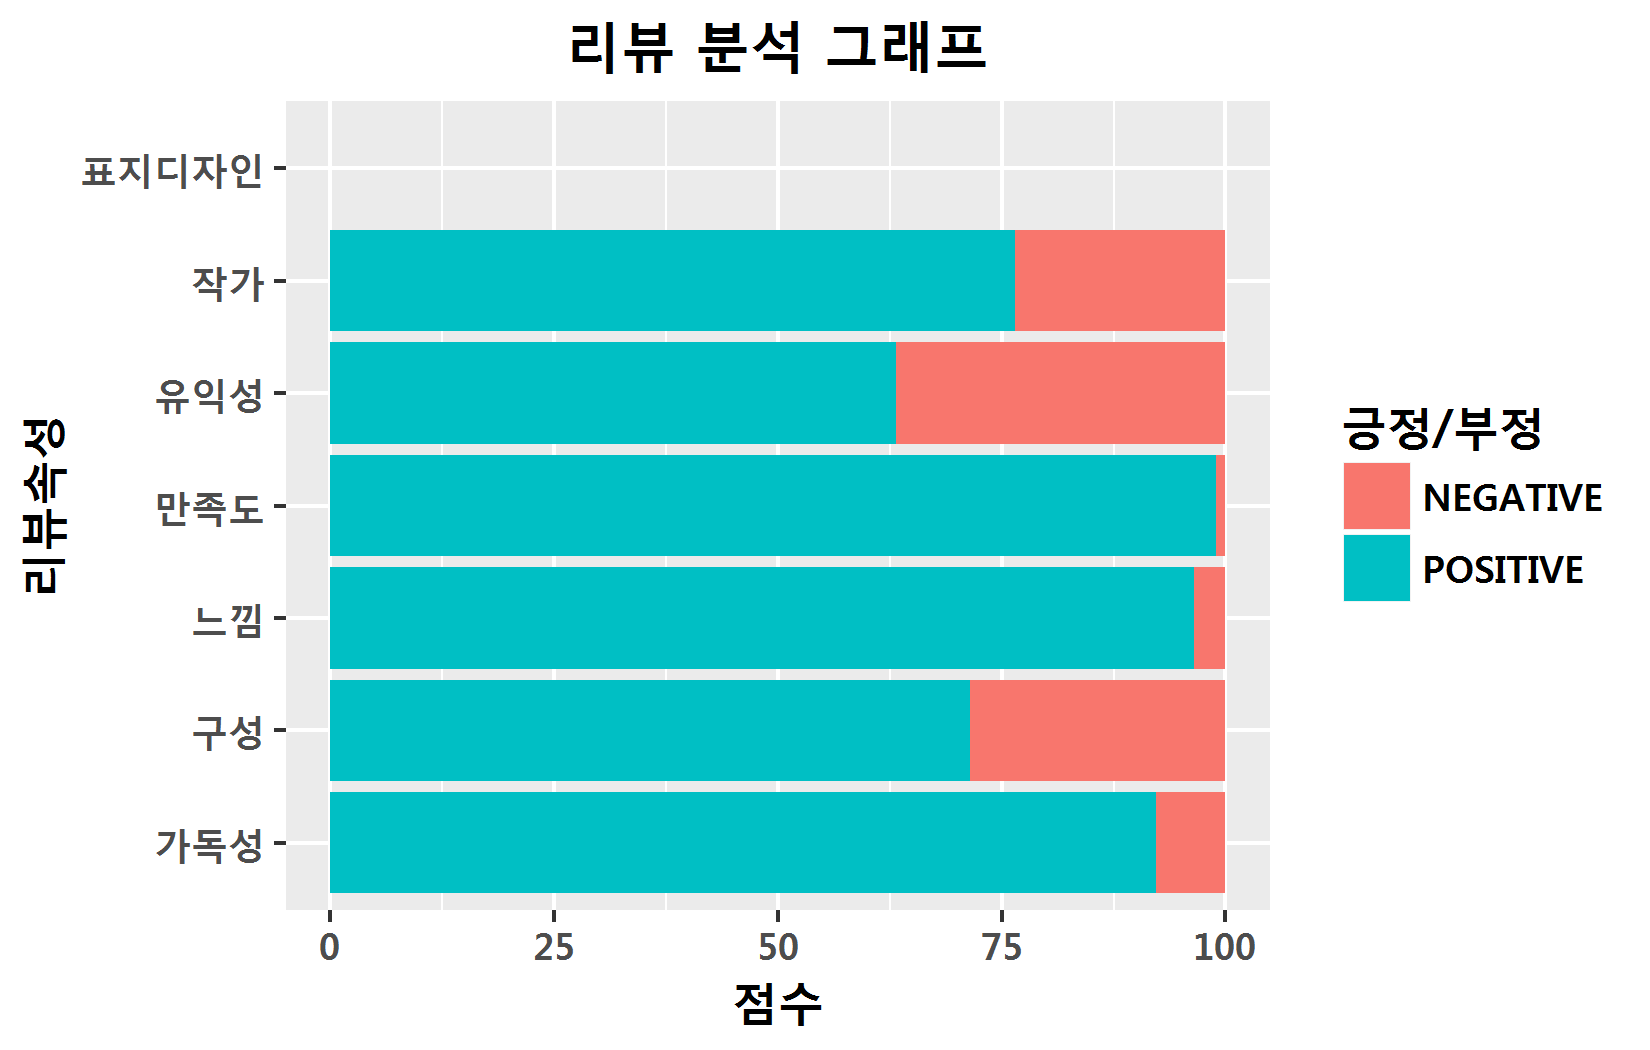 리뷰 분석 그래프
리뷰속성
표지디자인
작가
유익성
만족도
느낌
구성
가독성
0 25 50 75 100
점수
긍정/부정
NEGATIVE
POSITIVE